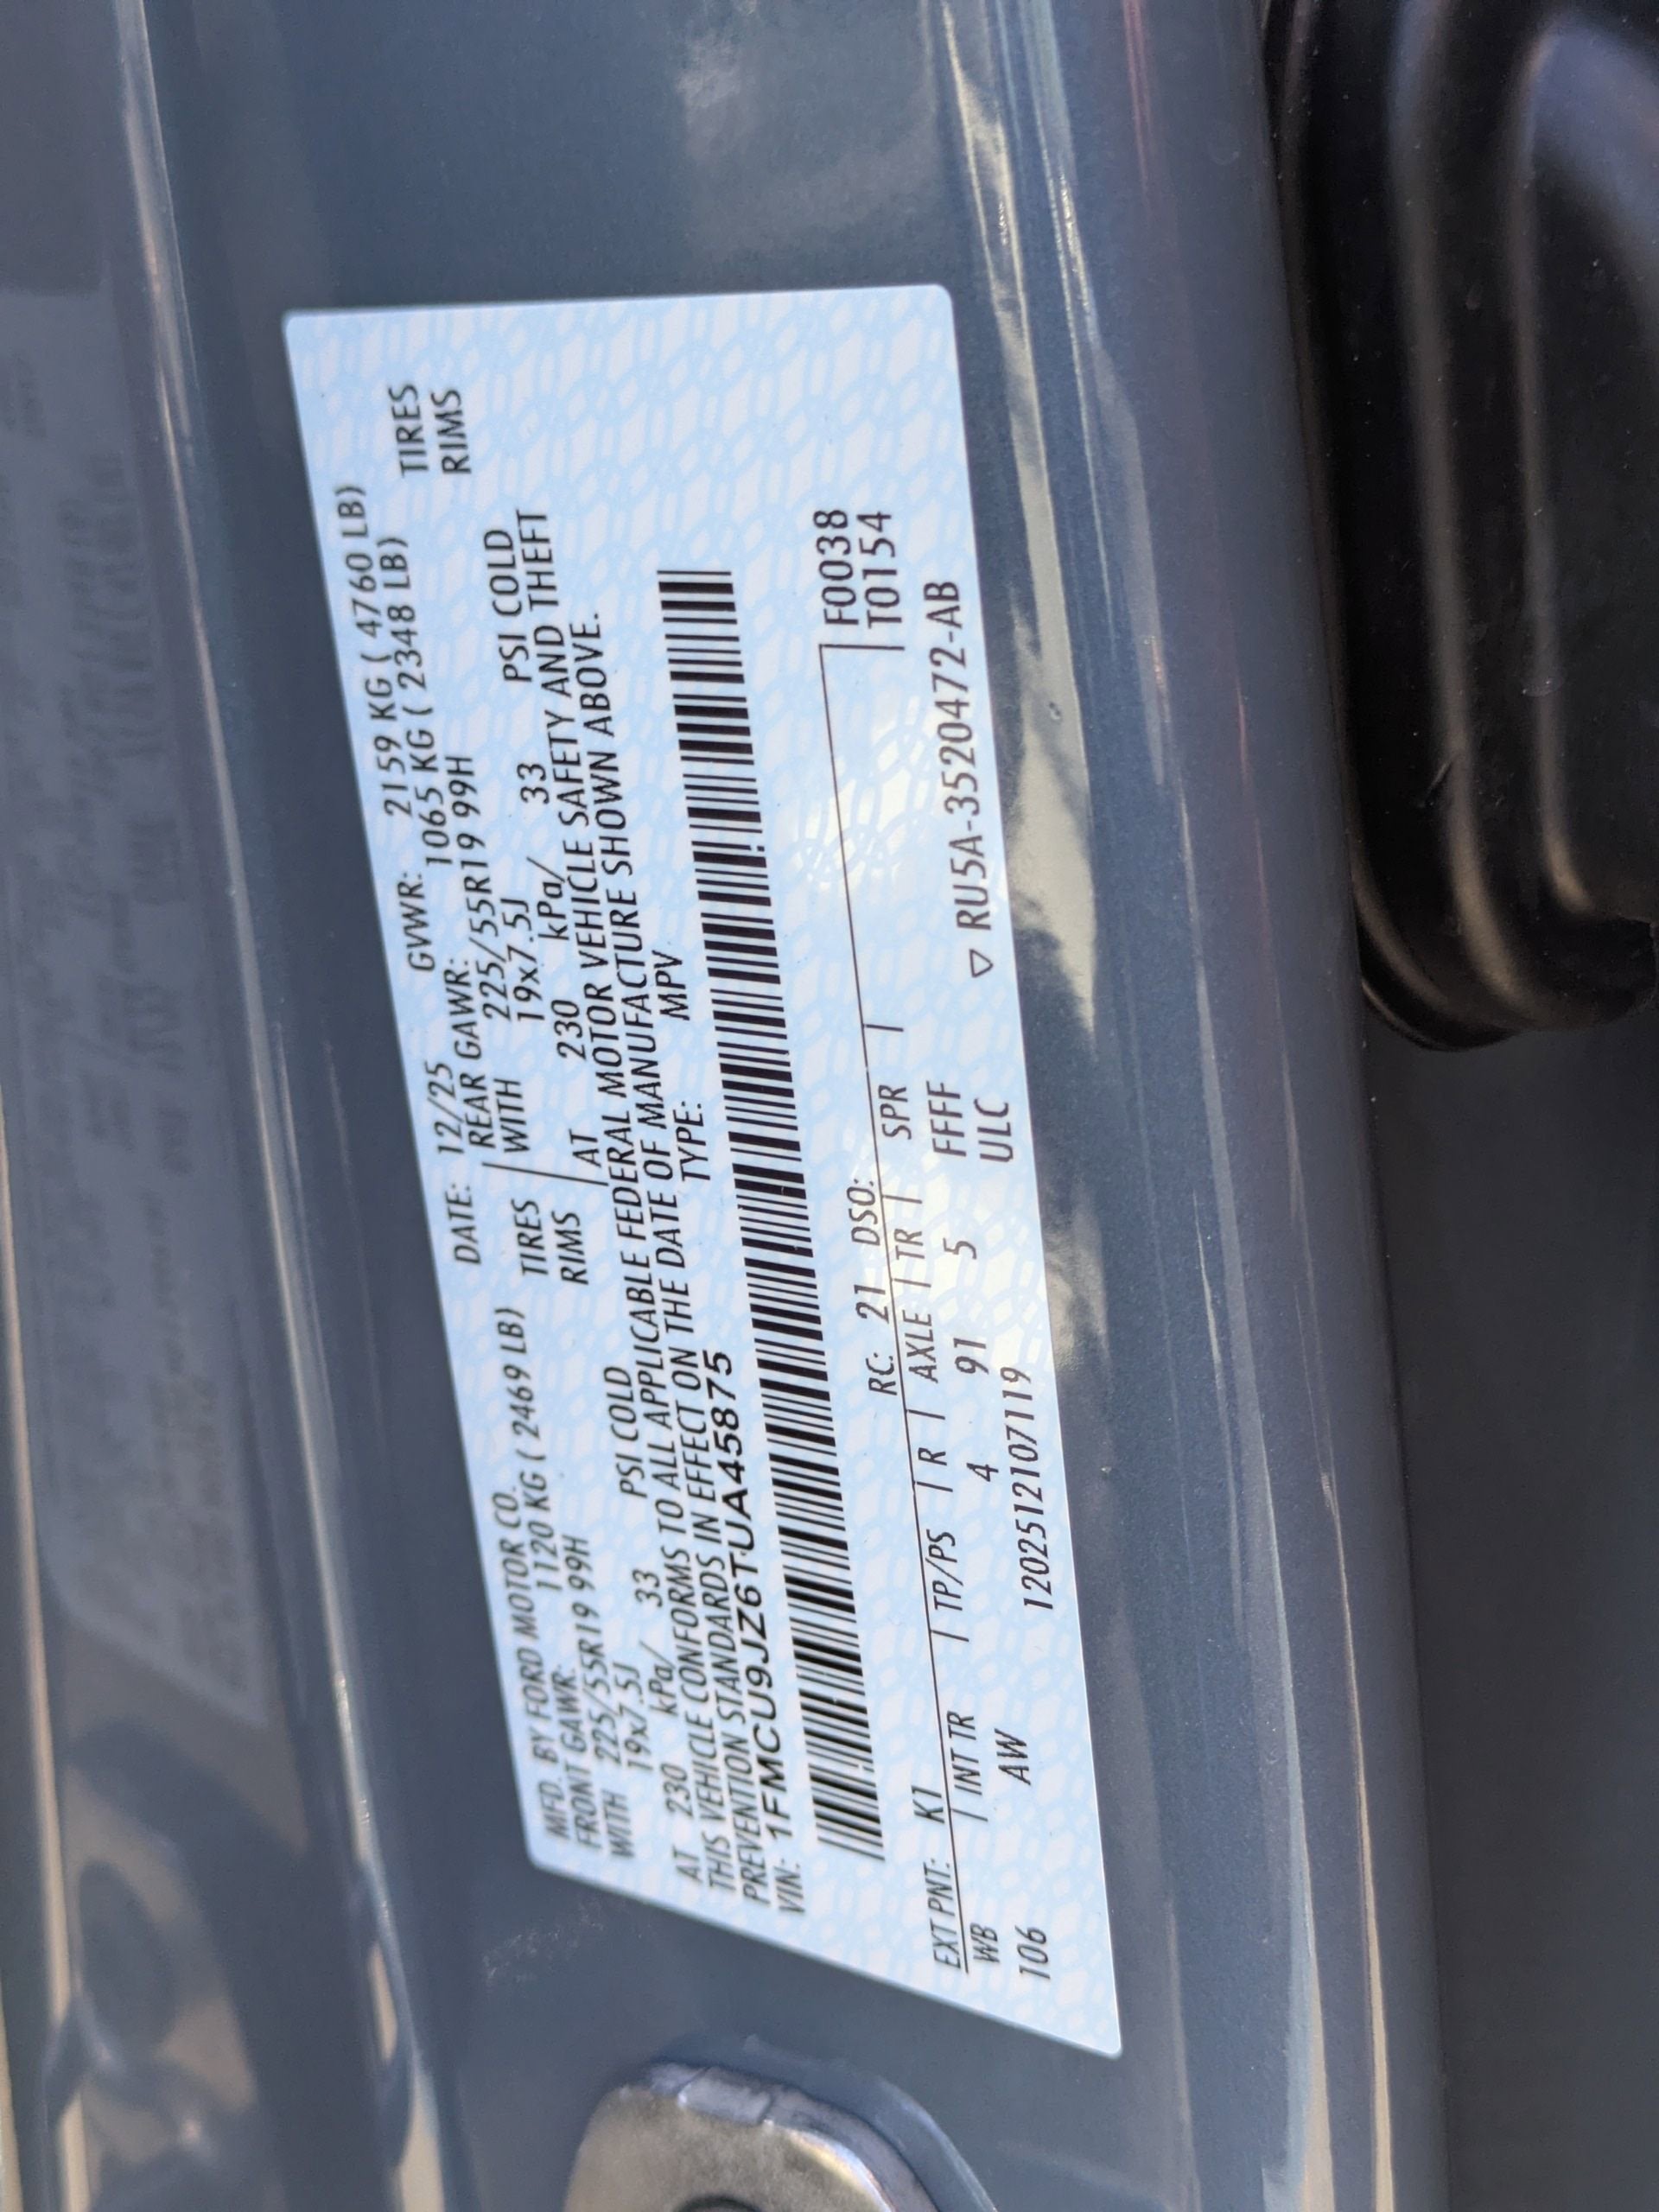 MFD. BY FORD MOTOR CO. DATE: 12/25 GVWR: 2159 KG ( 4760 LB)
FRONT GAWR: 1120 KG ( 2469 LB) REAR GAWR: 1065 KG ( 2348 LB)
WITH 225/55R19 99H TIRES WITH 225/55R19 99H TIRES
19x7.5J RIMS 19x7.5J RIMS
AT 230 kPa/ 33 PSI COLD AT 230 kPa/ 33 PSI COLD
THIS VEHICLE CONFORMS TO ALL APPLICABLE FEDERAL MOTOR VEHICLE SAFETY AND THEFT
PREVENTION STANDARDS IN EFFECT ON THE DATE OF MANUFACTURE SHOWN ABOVE.
VIN: 1FMCU9JZ6TUA45875 TYPE: MPV
EXT PNT: K1 RC: 21 DSO: F0038
WB | INT TR | TP/PS | R | AXLE | TR | SPR | T0154
106 AW 4 91 5 FFFF ▽ RU5A-3520472-AB
1202512107119 ULC